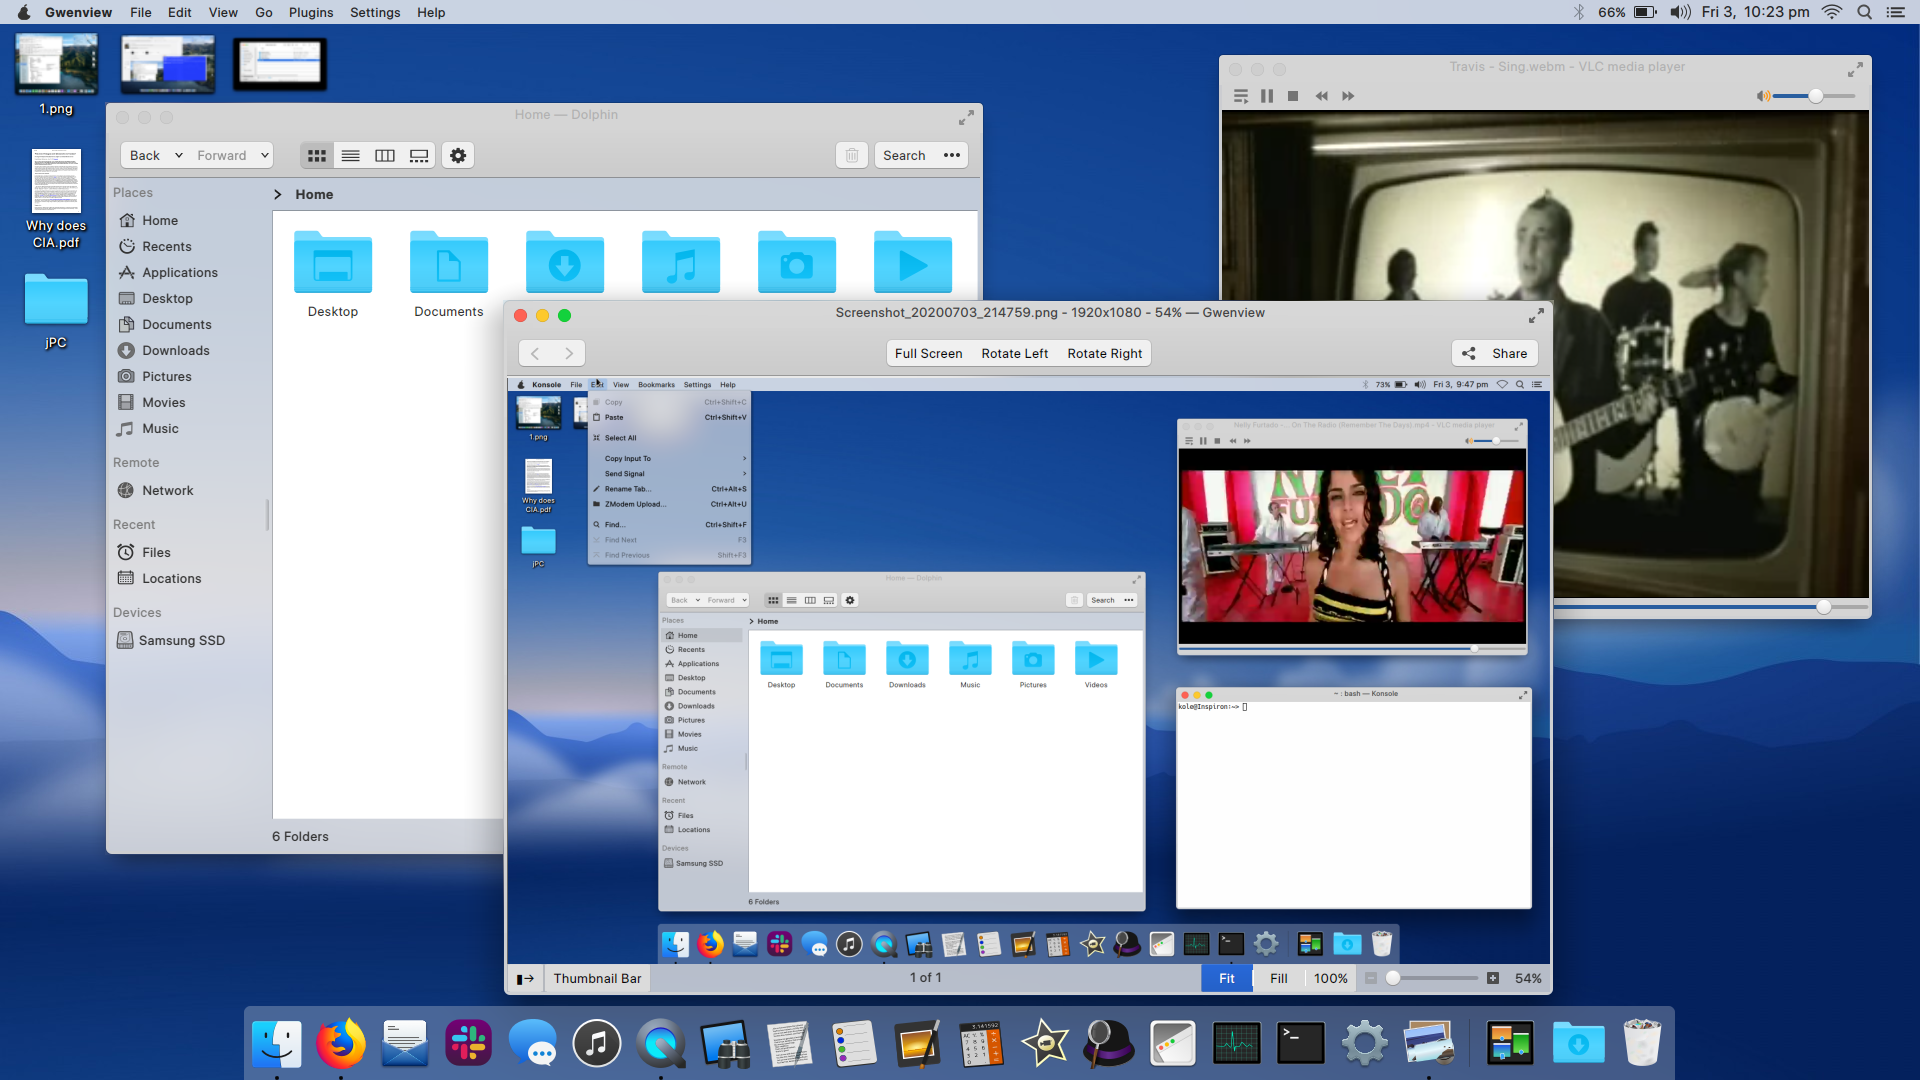 Gwenview File Edit View Go Plugins Settings Help
66% Fri 3, 10:23 pm
1.png
Why does
CIA.pdf
jPC
Home — Dolphin
Back Forward Search
Places
Home
Recents
Applications
Desktop
Documents
Downloads
Pictures
Movies
Music
Remote
Network
Recent
Files
Locations
Devices
Samsung SSD
Home
Desktop Documents
6 Folders
Travis - Sing.webm - VLC media player
Screenshot_20200703_214759.png - 1920x1080 - 54% — Gwenview
Full Screen Rotate Left Rotate Right Share
Konsole File View Bookmarks Settings Help
73% Fri 3, 9:47 pm
1.png
Why does
CIA.pdf
jPC
Copy Ctrl+Shift+C
Paste Ctrl+Shift+V
Select All
Copy Input To
Send Signal
Rename Tab... Ctrl+Alt+S
ZModem Upload... Ctrl+Alt+U
Find... Ctrl+Shift+F
Find Next F3
Find Previous Shift+F3
Nelly Furtado -... On The Radio (Remember The Days).mp4 - VLC media player
Home — Dolphin
Back Forward Search
Places
Home
Recents
Applications
Desktop
Documents
Downloads
Pictures
Movies
Music
Remote
Network
Recent
Files
Locations
Devices
Samsung SSD
Home
Desktop Documents Downloads Music Pictures Videos
6 Folders
~ : bash — Konsole
kole@Inspiron:~>
Thumbnail Bar 1 of 1 Fit Fill 100% 54%
3.141592